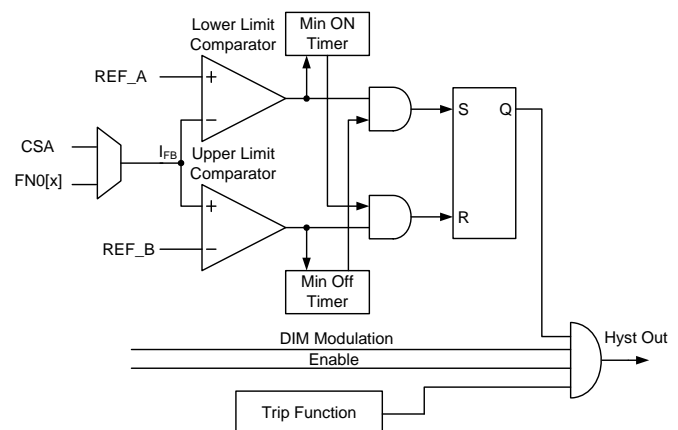 Lower Limit
Comparator
Min ON
Timer
REF_A
+
−
S
Q
CSA
I_FB
Upper Limit
Comparator
FN0[x]
+
R
REF_B
−
Min Off
Timer
DIM Modulation
Hyst Out
Enable
Trip Function